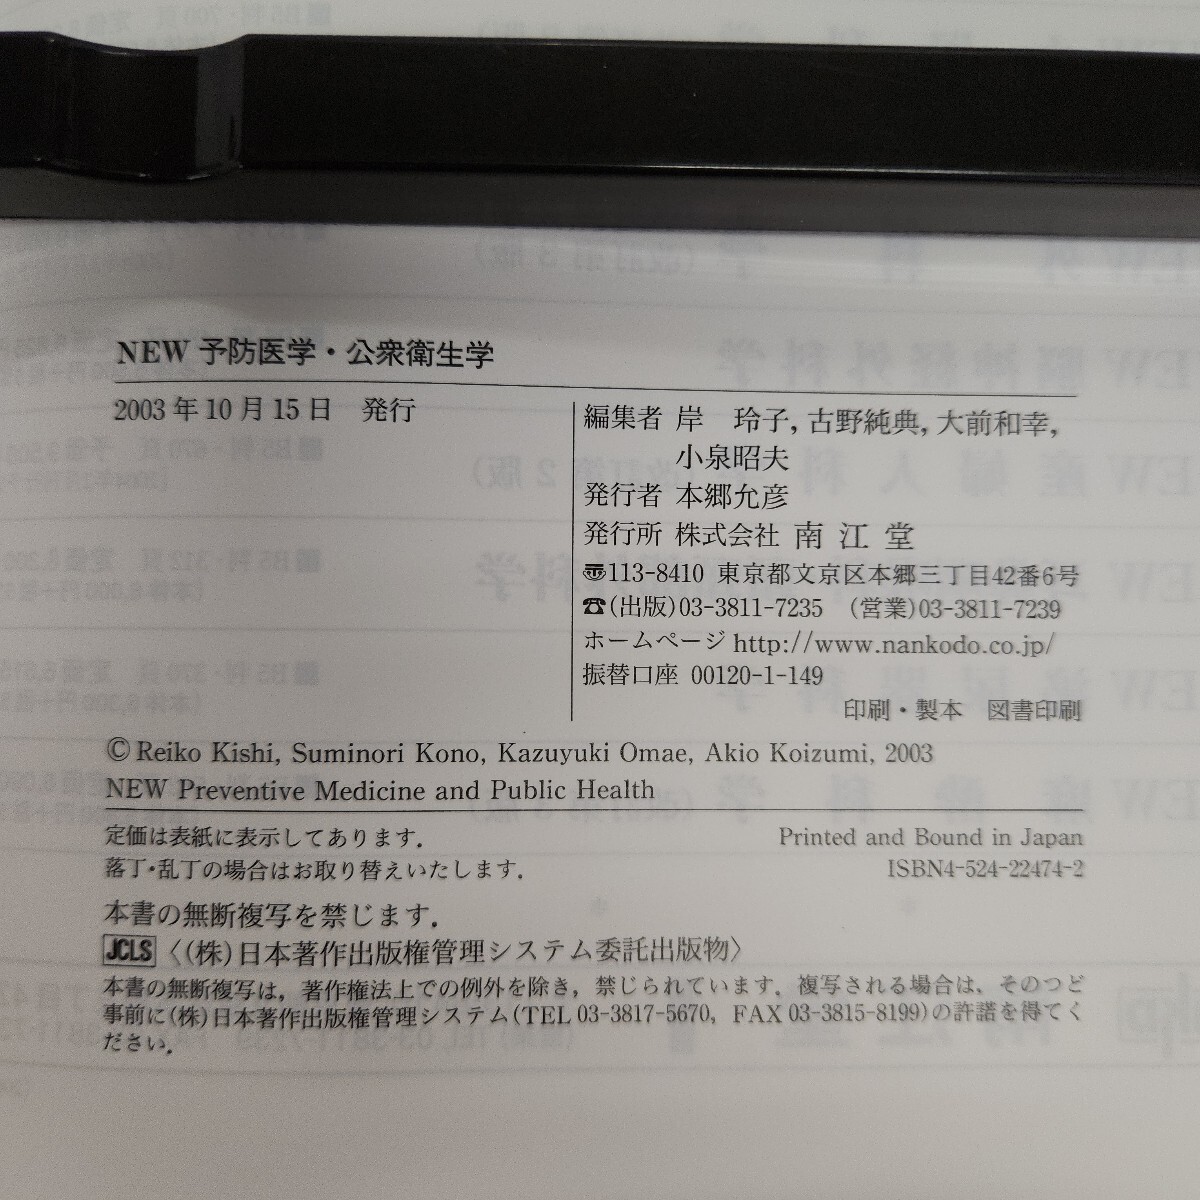 NEW 予防医学・公衆衛生学
2003 年 10 月 15 日　発行
編集者 岸　玲子, 古野純典, 大前和幸,
小泉昭夫
発行者 本郷允彦
発行所 株式会社 南 江 堂
〠113-8410 東京都文京区本郷三丁目42番6号
☎(出版)03-3811-7235　(営業)03-3811-7239
ホームページ http://www.nankodo.co.jp/
振替口座 00120-1-149
印刷・製本　図書印刷
©Reiko Kishi, Suminori Kono, Kazuyuki Omae, Akio Koizumi, 2003
NEW Preventive Medicine and Public Health
定価は表紙に表示してあります.
Printed and Bound in Japan
落丁・乱丁の場合はお取り替えいたします.
ISBN4-524-22474-2
本書の無断複写を禁じます.
JCLS 〈(株)日本著作出版権管理システム委託出版物〉
本書の無断複写は, 著作権法上での例外を除き, 禁じられています. 複写される場合は, そのつど
事前に(株)日本著作出版権管理システム(TEL 03-3817-5670, FAX 03-3815-8199)の許諾を得てく
ださい.